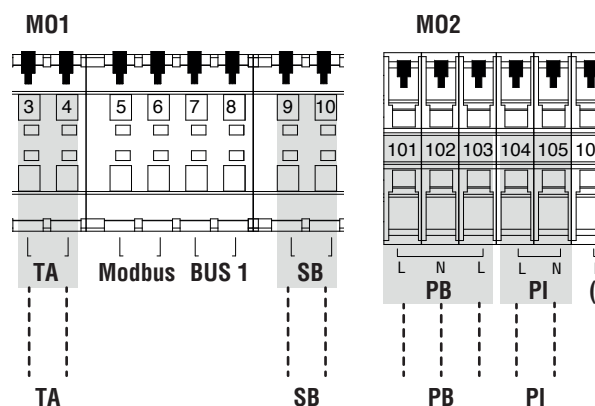 MO1 MO2
3 4 5 6 7 8 9 10
101 102 103 104 105 10
L N L L N
TA Modbus BUS 1 SB PB PI (
TA SB PB PI